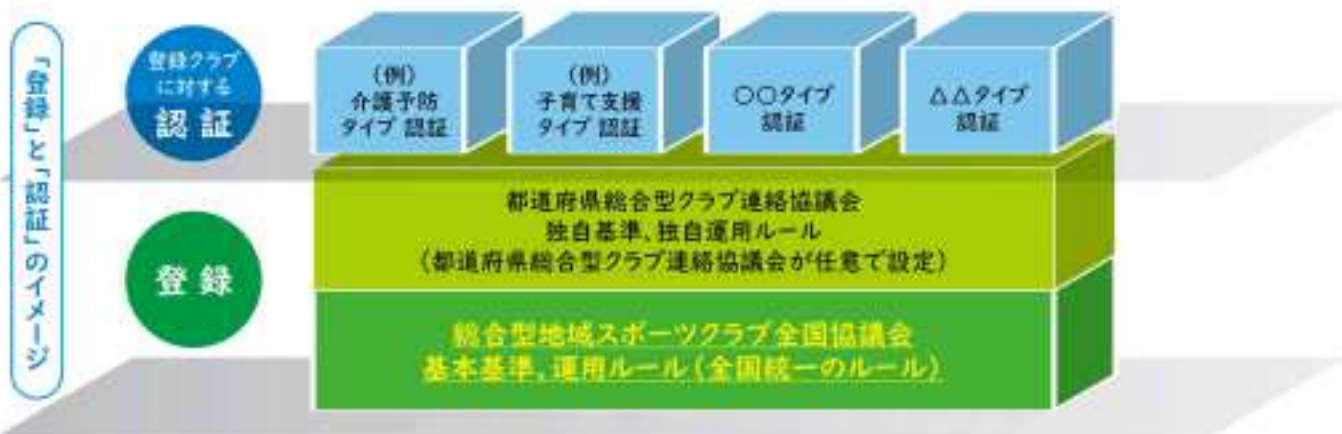 「登録」と「認証」のイメージ
登録クラブ
に対する
認証
(例)
介護予防
タイプ 認証
(例)
子育て支援
タイプ 認証
〇〇タイプ
認証
△△タイプ
認証
登録
都道府県総合型クラブ連絡協議会
独自基準、独自運用ルール
(都道府県総合型クラブ連絡協議会が任意で設定)
総合型地域スポーツクラブ全国協議会
基本基準、運用ルール(全国統一のルール)